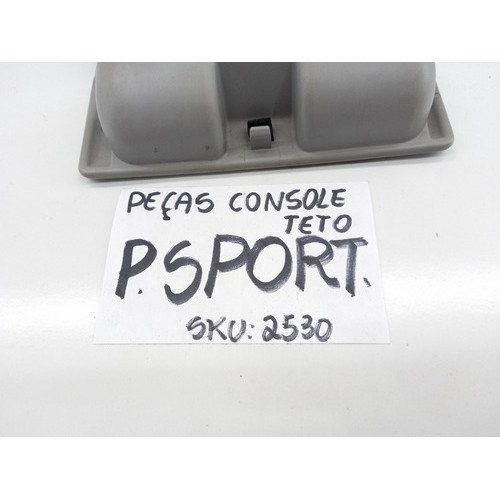 PEÇAS CONSOLE
TETO
P.SPORT.
SKU: 2530